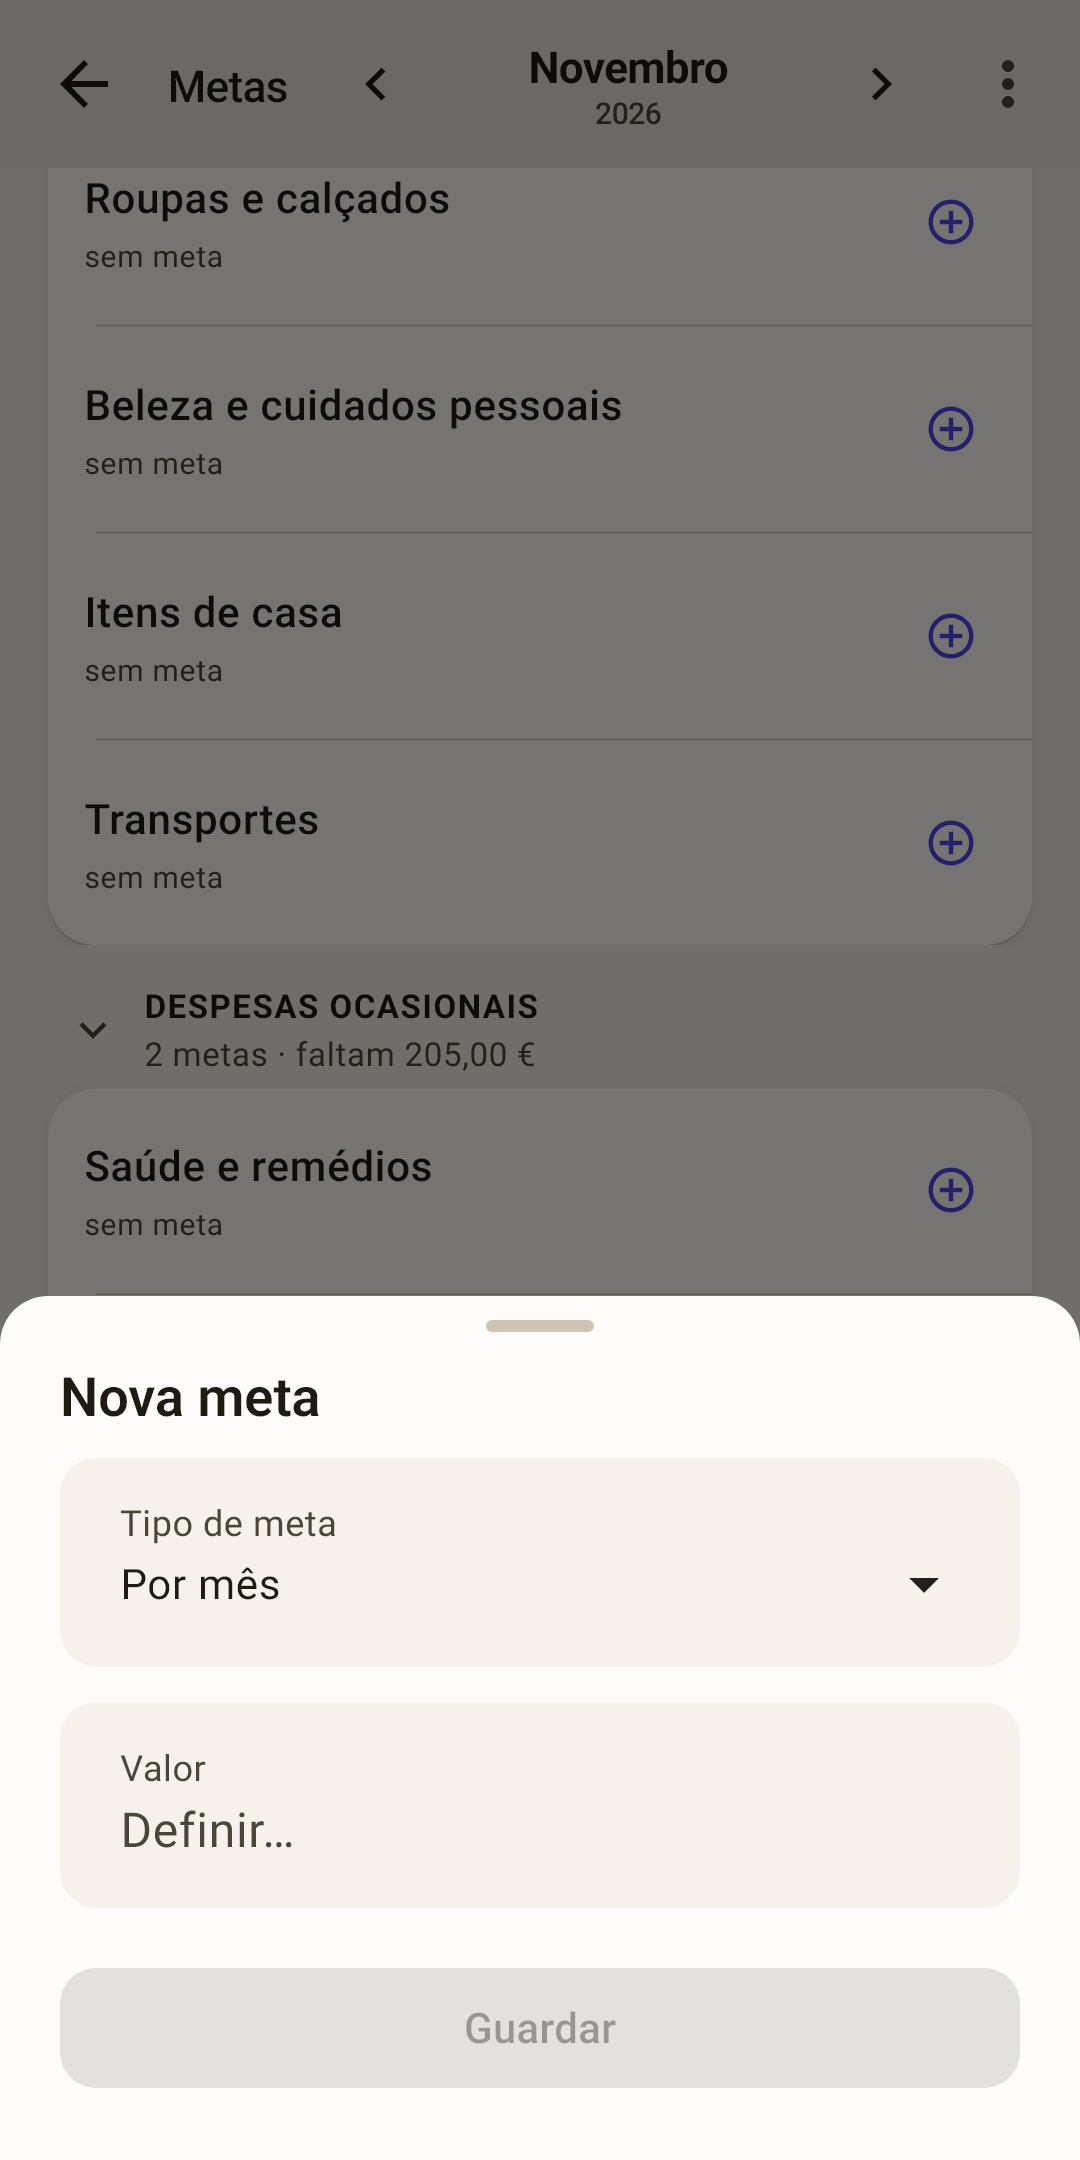 Metas
Novembro
2026
Roupas e calçados
sem meta
Beleza e cuidados pessoais
sem meta
Itens de casa
sem meta
Transportes
sem meta
DESPESAS OCASIONAIS
2 metas · faltam 205,00 €
Saúde e remédios
sem meta
Nova meta
Tipo de meta
Por mês
Valor
Definir...
Guardar